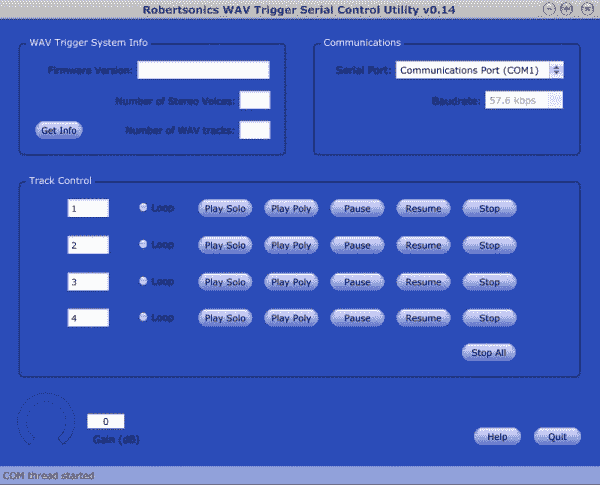 Robertsonics WAV Trigger Serial Control Utility v0.14
WAV Trigger System Info
Firmware Version:
Number of Stereo Voices:
Get Info
Number of WAV tracks:
Communications
Serial Port:
Communications Port (COM1)
Baudrate:
57.6 kbps
Track Control
1 Loop Play Solo Play Poly Pause Resume Stop
2 Loop Play Solo Play Poly Pause Resume Stop
3 Loop Play Solo Play Poly Pause Resume Stop
4 Loop Play Solo Play Poly Pause Resume Stop
Stop All
0
Gain (dB)
Help
Quit
COM thread started